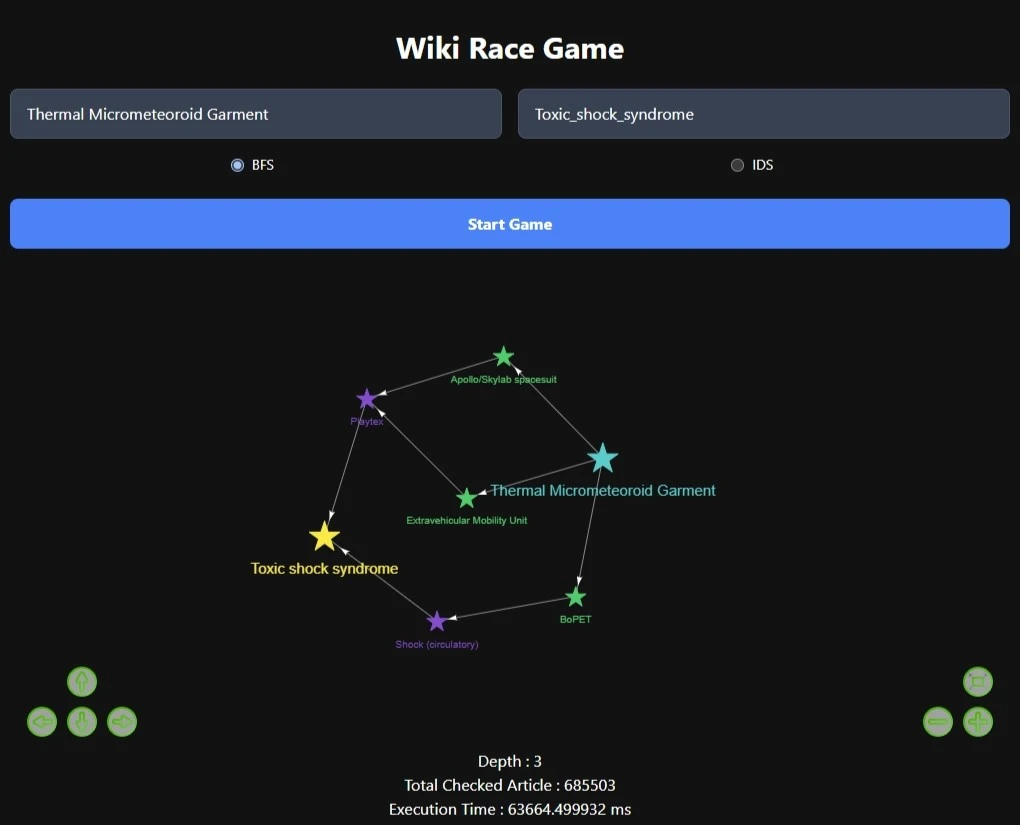 Wiki Race Game
Thermal Micrometeoroid Garment
Toxic_shock_syndrome
BFS
IDS
Start Game
Apollo/Skylab spacesuit
Playtex
Thermal Micrometeoroid Garment
Extravehicular Mobility Unit
Toxic shock syndrome
BoPET
Shock (circulatory)
Depth : 3
Total Checked Article : 685503
Execution Time : 63664.499932 ms